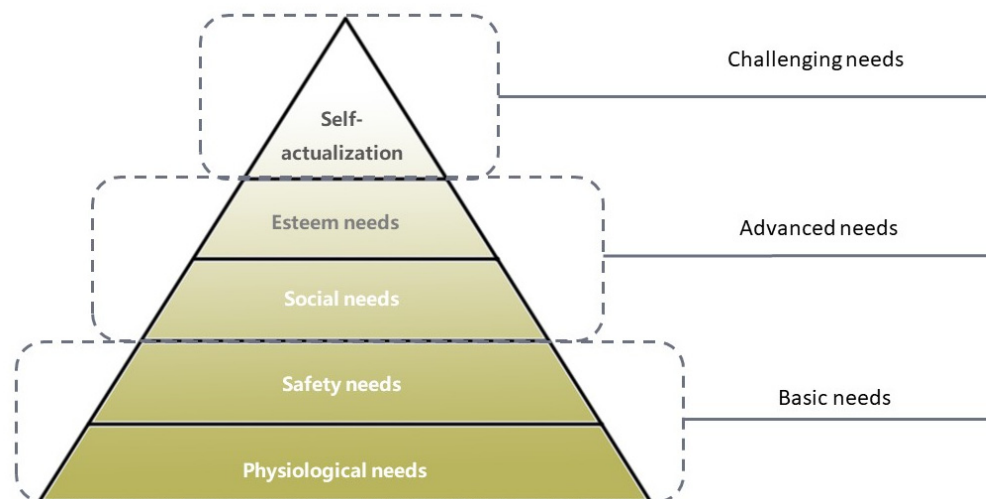 Challenging needs
Self-
actualization
Esteem needs
Advanced needs
Social needs
Safety needs
Basic needs
Physiological needs